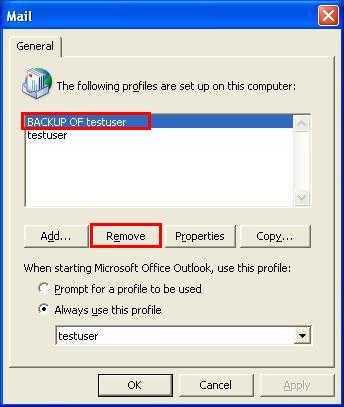 Mail
General
The following profiles are set up on this computer:
BACKUP OF testuser
testuser
Add... Remove Properties Copy...
When starting Microsoft Office Outlook, use this profile:
Prompt for a profile to be used
Always use this profile
testuser
OK Cancel Apply